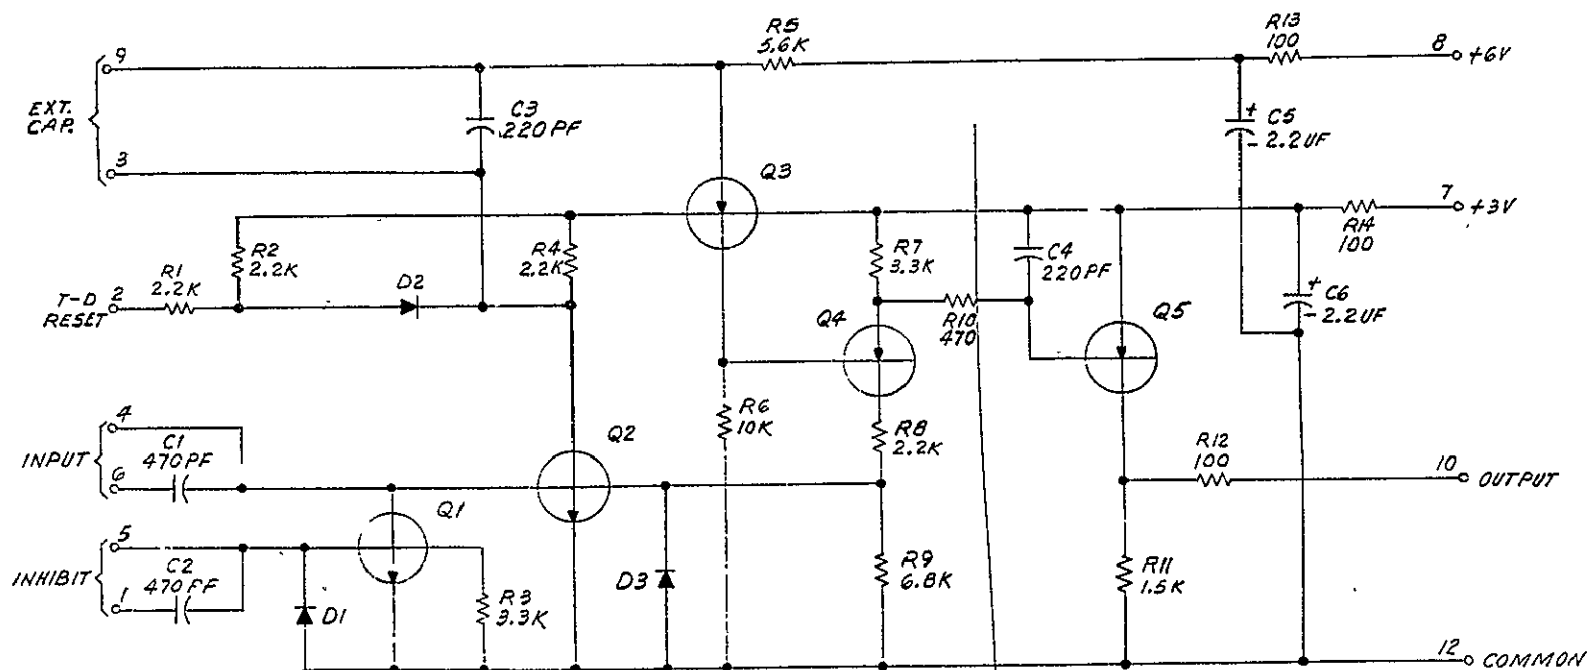 R5
5.6K
R13
100
9
8
+6V
EXT.
CAP.
C3
220PF
C5
+
- 2.2UF
3
Q3
7
+3V
R14
100
R2
2.2K
R4
2.2K
R7
3.3K
C4
220PF
R1
2.2K
D2
T-D
RESET
2
Q4
R10
470
Q5
+
C6
- 2.2UF
4
C1
470PF
INPUT
6
Q2
R6
10K
R8
2.2K
R12
100
10
OUTPUT
Q1
5
C2
INHIBIT
1
D1
R3
3.3K
D3
R9
6.8K
R11
1.5K
12
COMMON